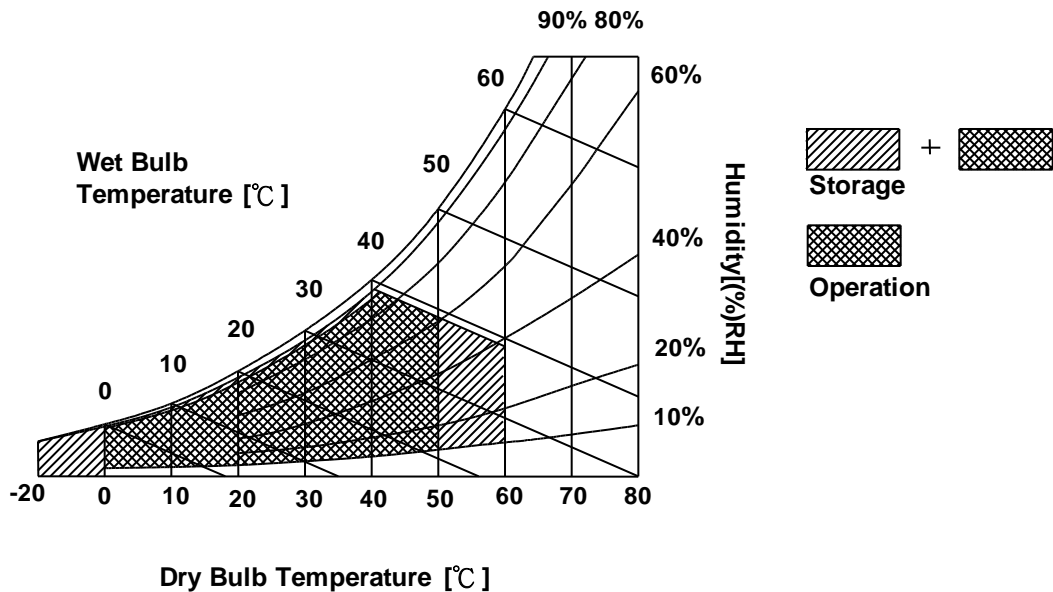 90% 80%
60
60%
50
Wet Bulb
Temperature [℃ ]
+
Storage
40
40%
Humidity[(%)RH]
30
Operation
20
10
20%
0
10%
-20 0 10 20 30 40 50 60 70 80
Dry Bulb Temperature [℃ ]